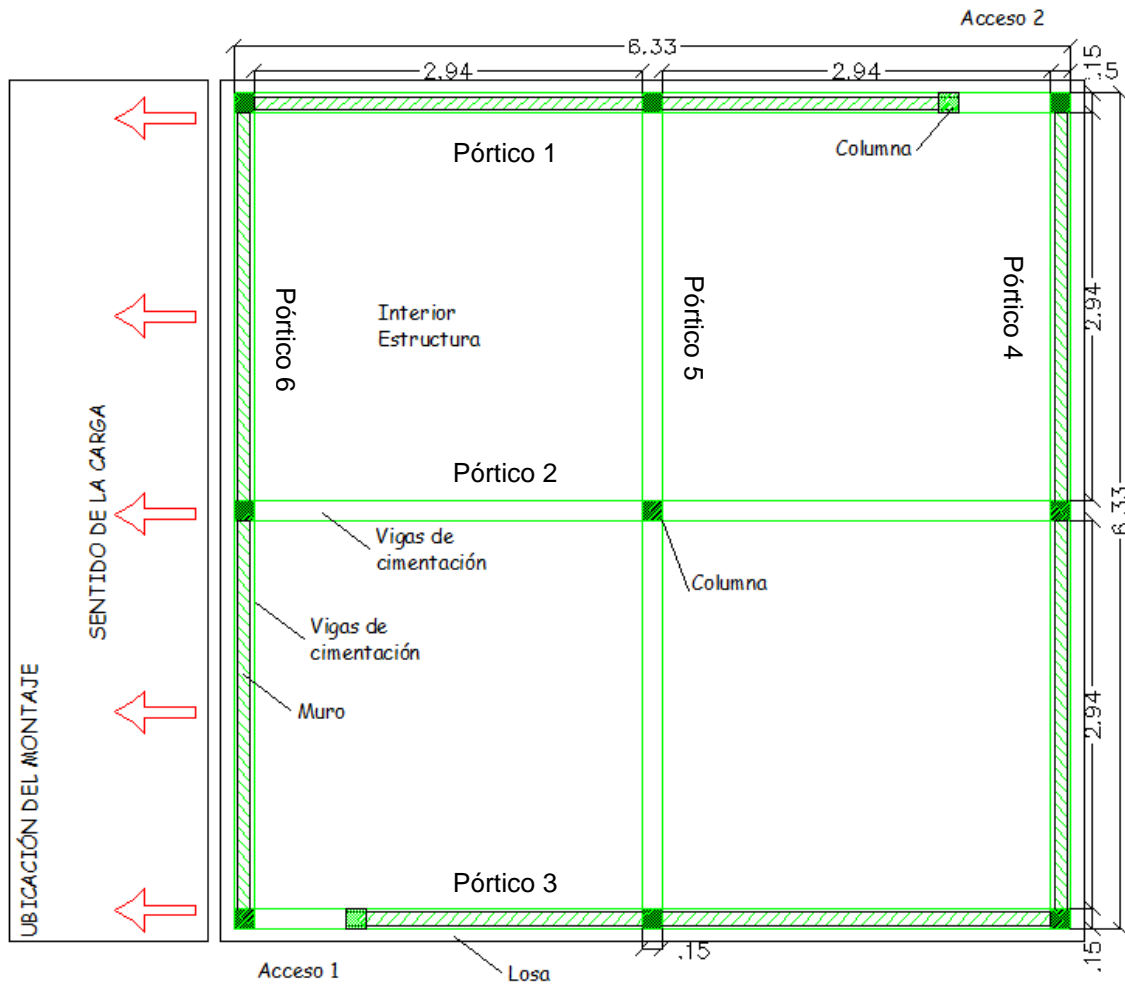 Acceso 2
6.33
.15
2.94
2.94
.15
Columna
Pórtico 1
Pórtico 6
Interior
Estructura
Pórtico 5
Pórtico 4
2.94
SENTIDO DE LA CARGA
Pórtico 2
6.33
Vigas de
cimentación
Columna
Vigas de
cimentación
Muro
2.94
UBICACIÓN DEL MONTAJE
Pórtico 3
.15
.15
Acceso 1
Losa